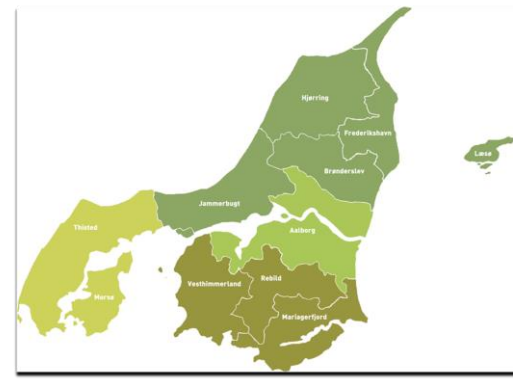 Hjørring
Frederikshavn
Læsø
Brønderslev
Jammerbugt
Thisted
Aalborg
Morsø
Vesthimmerland
Rebild
Mariagerfjord